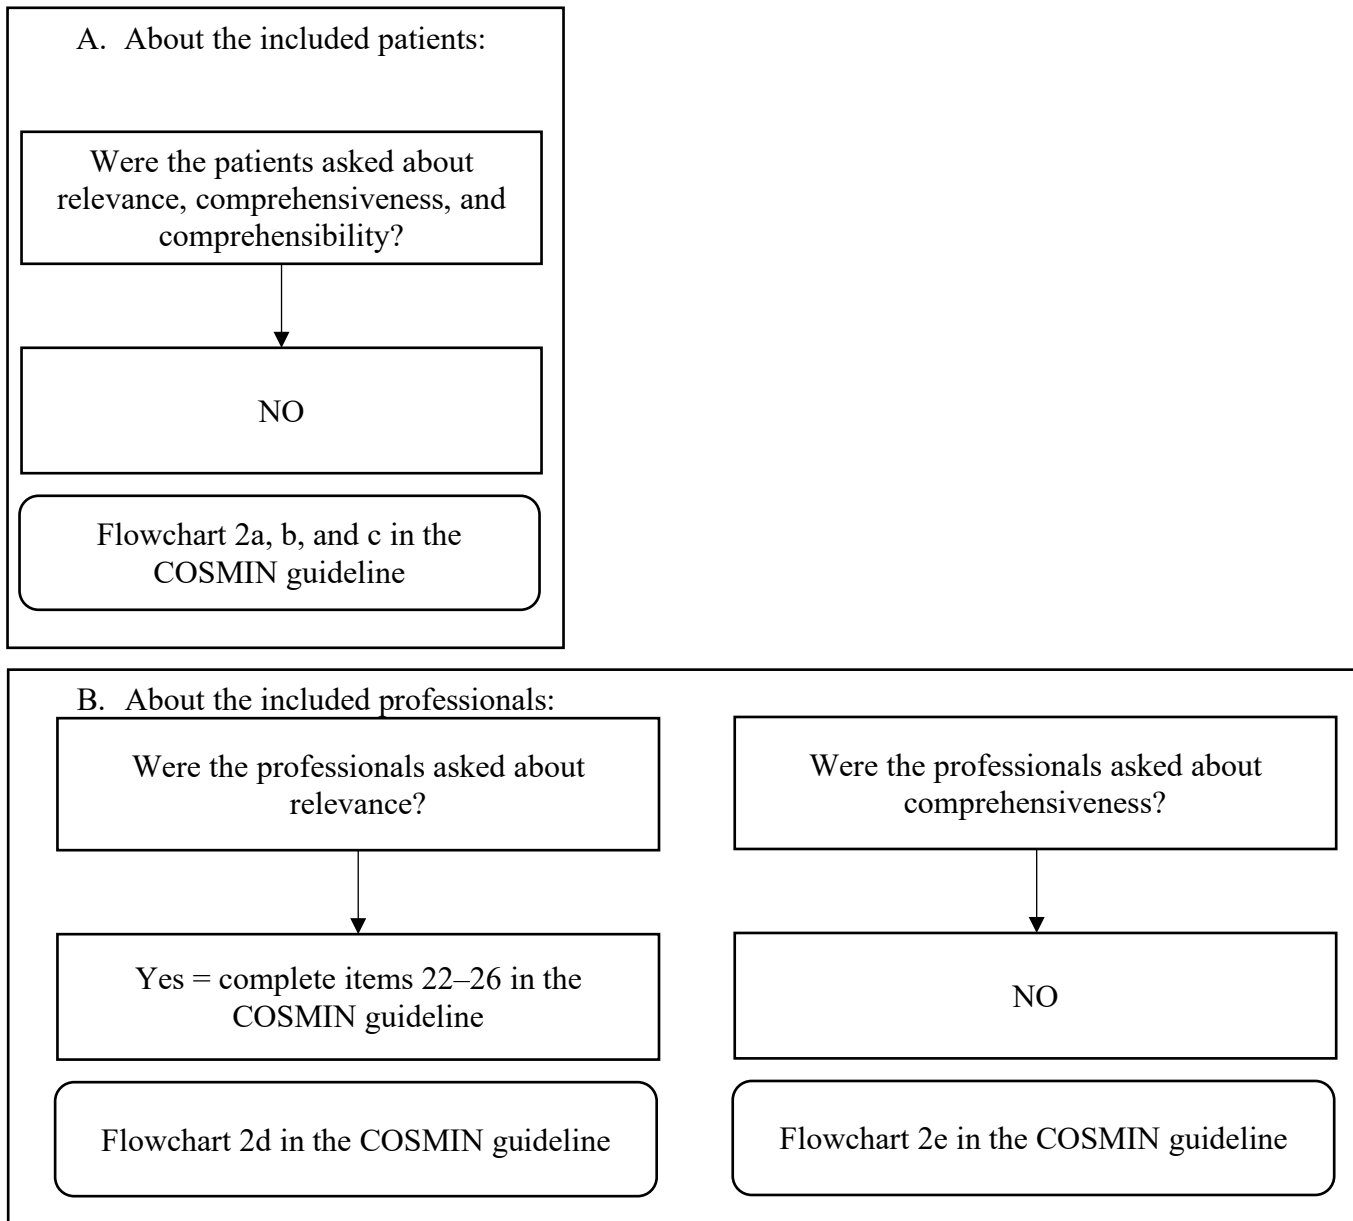 A. About the included patients:
Were the patients asked about
relevance, comprehensiveness, and
comprehensibility?
NO
Flowchart 2a, b, and c in the
COSMIN guideline
B. About the included professionals:
Were the professionals asked about
relevance?
Yes = complete items 22–26 in the
COSMIN guideline
Flowchart 2d in the COSMIN guideline
Were the professionals asked about
comprehensiveness?
NO
Flowchart 2e in the COSMIN guideline